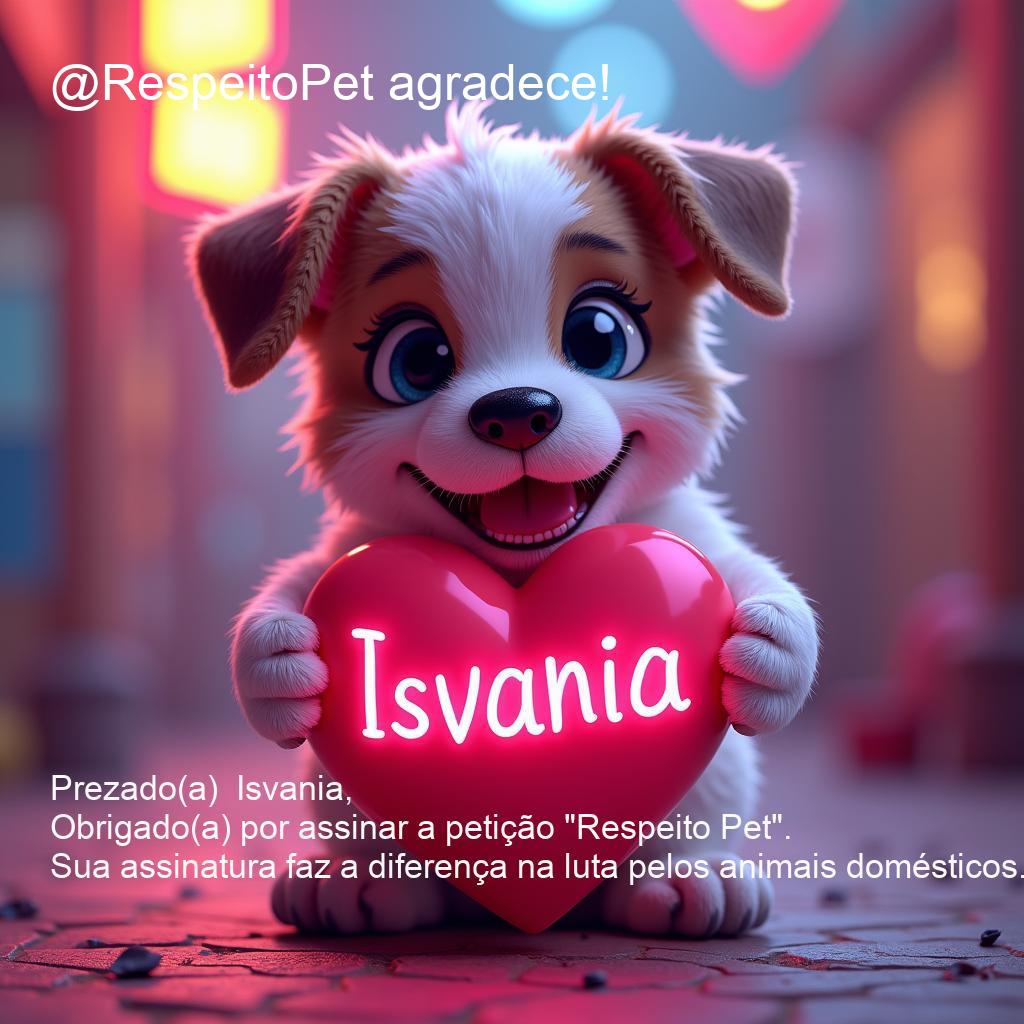 @RespeitoPet agradece!
Isvania
Prezado(a)  Isvania,
Obrigado(a) por assinar a petição "Respeito Pet".
Sua assinatura faz a diferença na luta pelos animais domésticos.